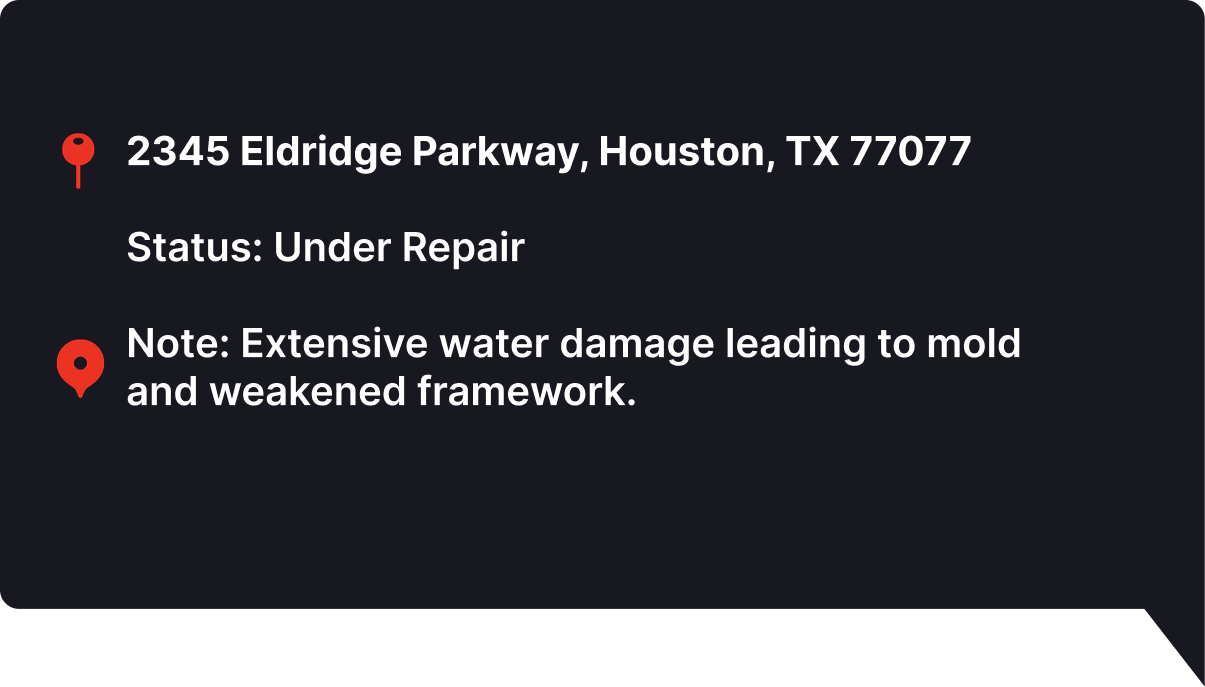 2345 Eldridge Parkway, Houston, TX 77077
Status: Under Repair
Note: Extensive water damage leading to mold
and weakened framework.